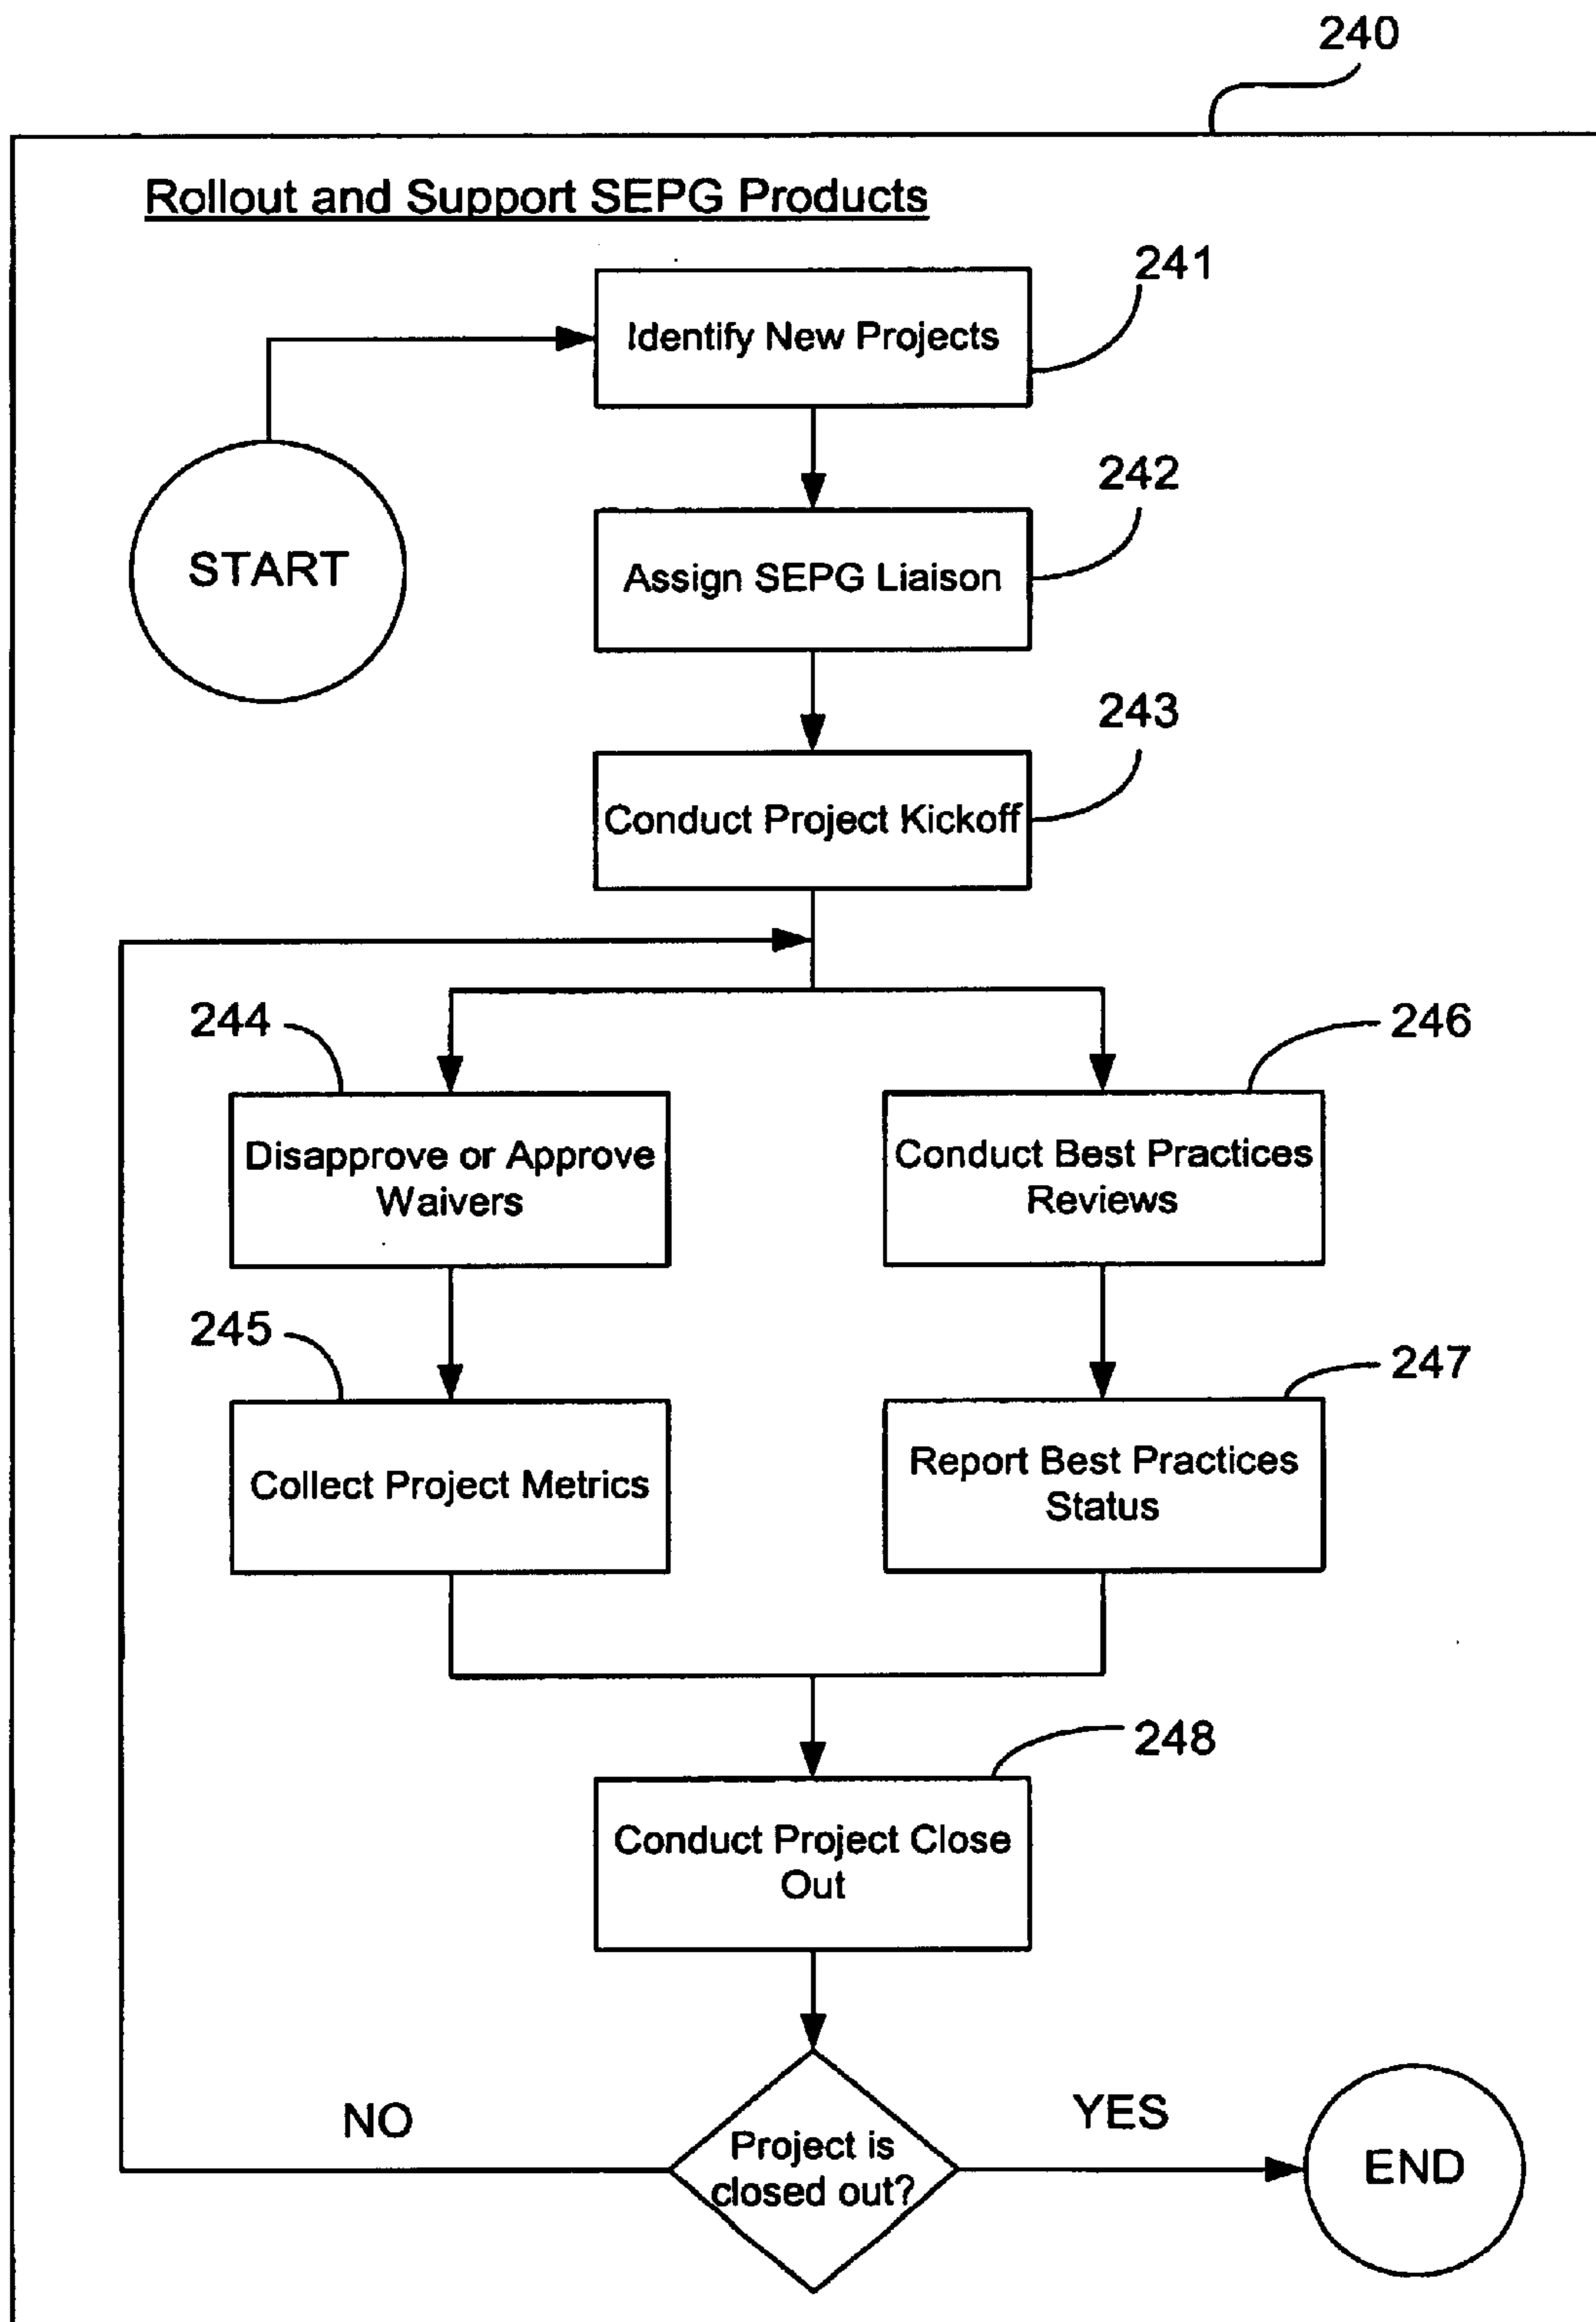 240
Rollout and Support SEPG Products
241
Identify New Projects
242
START
Assign SEPG Liaison
243
Conduct Project Kickoff
244
246
Disapprove or Approve
Waivers
Conduct Best Practices
Reviews
245
247
Collect Project Metrics
Report Best Practices
Status
248
Conduct Project Close
Out
NO
YES
Project is
closed out?
END